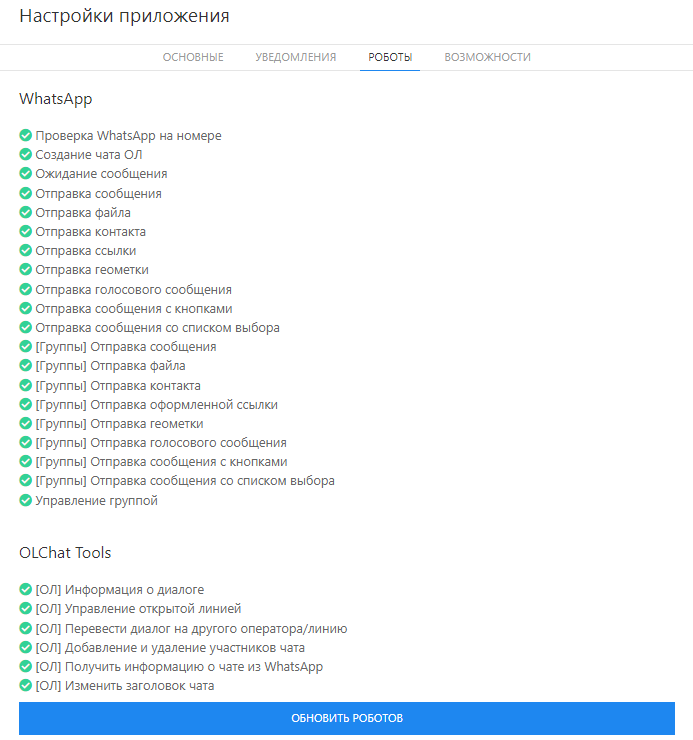 Настройки приложения
ОСНОВНЫЕ УВЕДОМЛЕНИЯ РОБОТЫ ВОЗМОЖНОСТИ
WhatsApp
Проверка WhatsApp на номере
Создание чата ОЛ
Ожидание сообщения
Отправка сообщения
Отправка файла
Отправка контакта
Отправка ссылки
Отправка геометки
Отправка голосового сообщения
Отправка сообщения с кнопками
Отправка сообщения со списком выбора
[Группы] Отправка сообщения
[Группы] Отправка файла
[Группы] Отправка контакта
[Группы] Отправка оформленной ссылки
[Группы] Отправка геометки
[Группы] Отправка голосового сообщения
[Группы] Отправка сообщения с кнопками
[Группы] Отправка сообщения со списком выбора
Управление группой
OLChat Tools
[ОЛ] Информация о диалоге
[ОЛ] Управление открытой линией
[ОЛ] Перевести диалог на другого оператора/линию
[ОЛ] Добавление и удаление участников чата
[ОЛ] Получить информацию о чате из WhatsApp
[ОЛ] Изменить заголовок чата
ОБНОВИТЬ РОБОТОВ